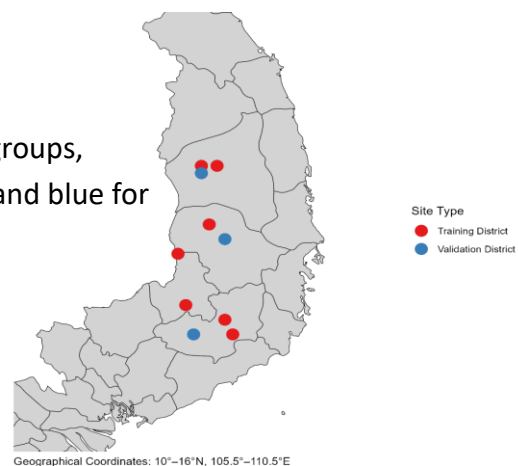 groups,
and blue for
Site Type
Training District
Validation District
Geographical Coordinates: 10°–16°N, 105.5°–110.5°E